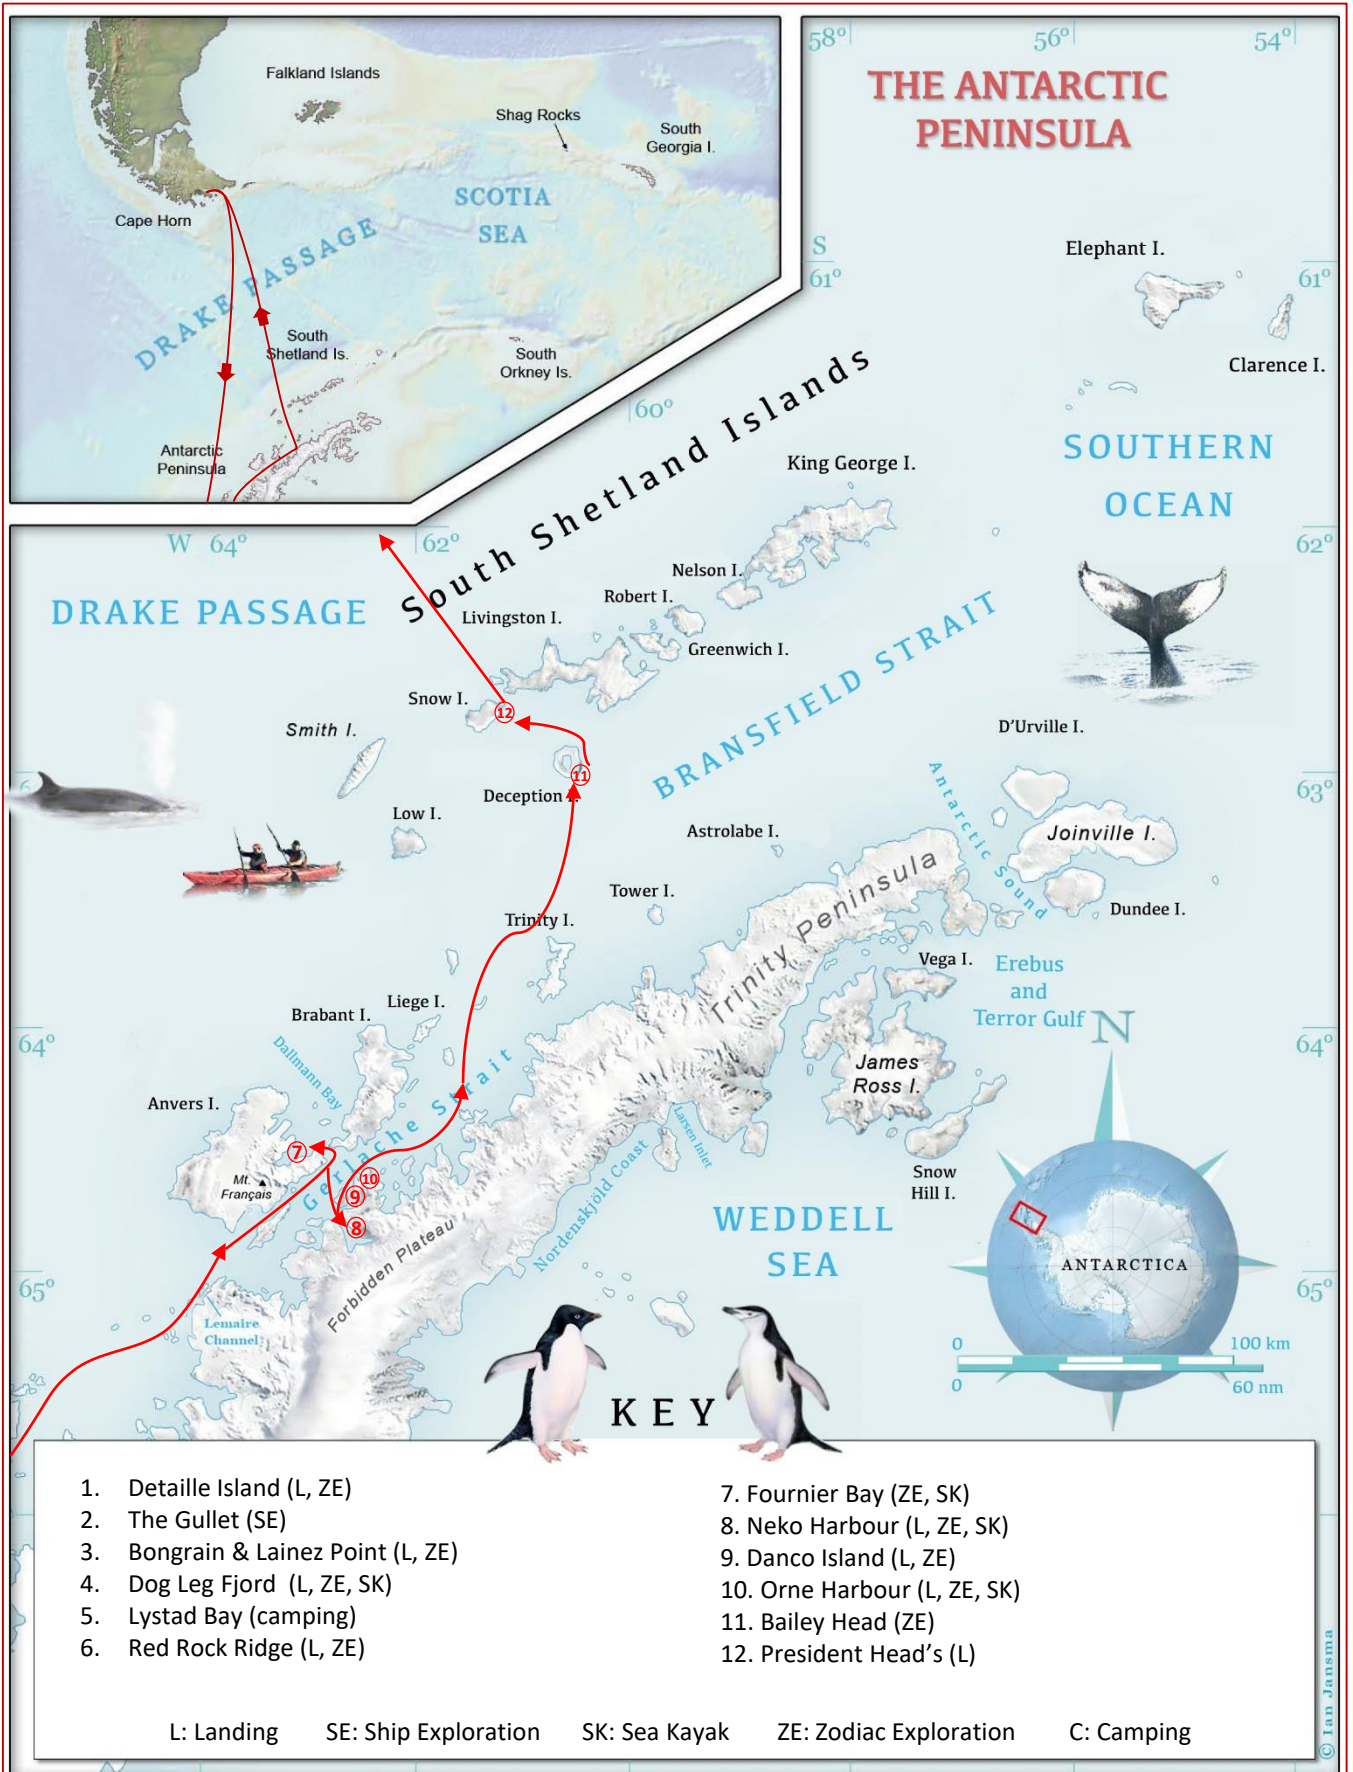 Falkland Islands
Shag Rocks
South
Georgia I.
SCOTIA
SEA
Cape Horn
DRAKE PASSAGE
South
Shetland Is.
South
Orkney Is.
Antarctic
Peninsula
58°
56°
54°
THE ANTARCTIC
PENINSULA
S
61°
61°
Elephant I.
Clarence I.
60°
South Shetland Islands
King George I.
SOUTHERN
OCEAN
W 64°
62°
62°
DRAKE PASSAGE
Nelson I.
Robert I.
Livingston I.
Greenwich I.
BRANSFIELD STRAIT
Snow I.
12
Smith I.
D'Urville I.
11
Deception
63°
Antarctic Sound
Low I.
Astrolabe I.
Joinville I.
Tower I.
Trinity Peninsula
Dundee I.
Trinity I.
Vega I.
Erebus
and
Terror Gulf
N
Liege I.
Brabant I.
64°
64°
Dallmann Bay
Gerlache Strait
James
Ross I.
Anvers I.
Larsen Inlet
7
10
9
8
Mt.
Français
Nordenskjöld Coast
Snow
Hill I.
WEDDELL
SEA
Forbidden Plateau
ANTARCTICA
65°
65°
Lemaire
Channel
0
100 km
0
60 nm
KEY
1. Detaille Island (L, ZE)
2. The Gullet (SE)
3. Bongrain & Lainez Point (L, ZE)
4. Dog Leg Fjord (L, ZE, SK)
5. Lystad Bay (camping)
6. Red Rock Ridge (L, ZE)
7. Fournier Bay (ZE, SK)
8. Neko Harbour (L, ZE, SK)
9. Danco Island (L, ZE)
10. Orne Harbour (L, ZE, SK)
11. Bailey Head (ZE)
12. President Head's (L)
L: Landing SE: Ship Exploration SK: Sea Kayak ZE: Zodiac Exploration C: Camping
© Ian Jansma